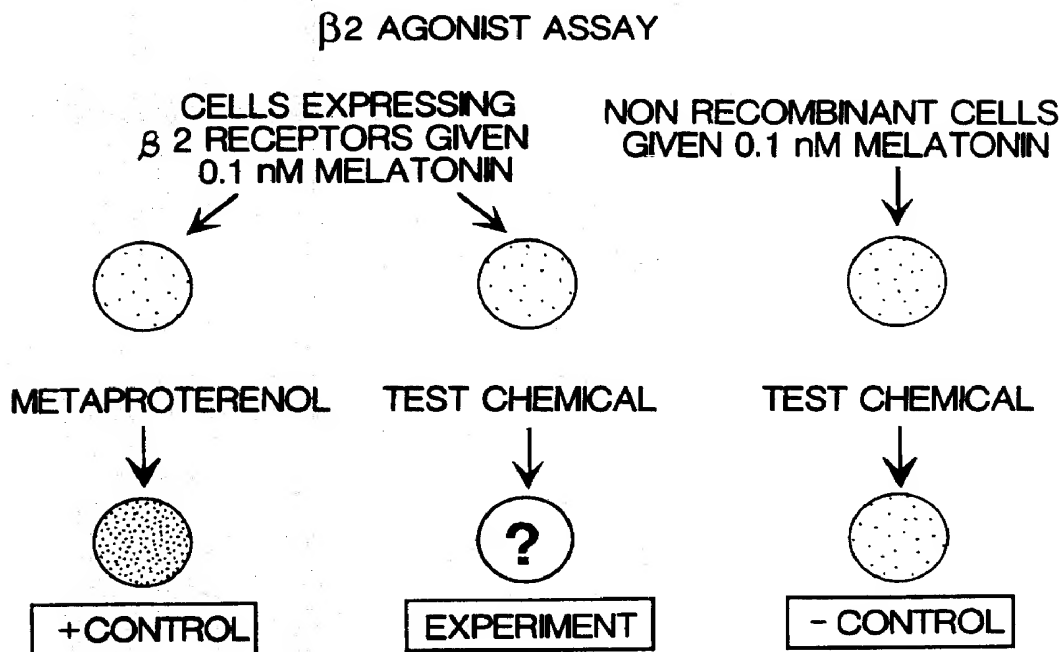 β2 AGONIST ASSAY
CELLS EXPRESSING
β 2 RECEPTORS GIVEN
0.1 nM MELATONIN
NON RECOMBINANT CELLS
GIVEN 0.1 nM MELATONIN
METAPROTERENOL
TEST CHEMICAL
TEST CHEMICAL
?
+CONTROL
EXPERIMENT
- CONTROL